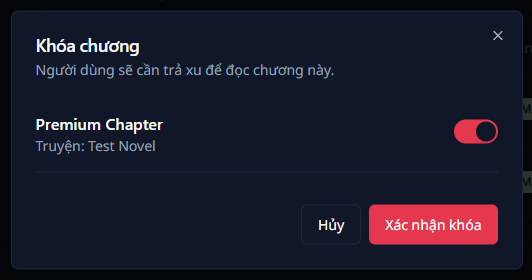 Khóa chương
Người dùng sẽ cần trả xu để đọc chương này.
Premium Chapter
Truyện: Test Novel
Hủy
Xác nhận khóa